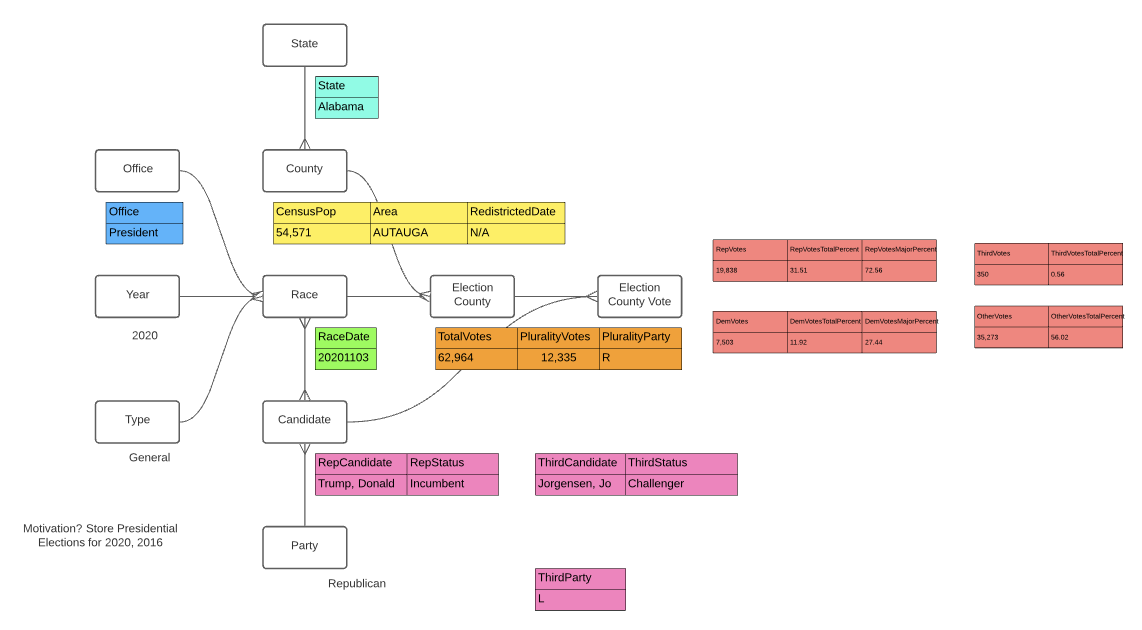 State
State
Alabama
Office
County
Office
President
CensusPop Area RedistrictedDate
54,571 AUTAUGA N/A
RepVotes RepVotesTotalPercent RepVotesMajorPercent
19,838 31.51 72.56
ThirdVotes ThirdVotesTotalPercent
350 0.56
Year
Race
Election
County
Election
County Vote
2020
RaceDate
20201103
TotalVotes PluralityVotes PluralityParty
62,964 12,335 R
DemVotes DemVotesTotalPercent DemVotesMajorPercent
7,503 11.92 27.44
OtherVotes OtherVotesTotalPercent
35,273 56.02
Type
Candidate
General
RepCandidate RepStatus
Trump, Donald Incumbent
ThirdCandidate ThirdStatus
Jorgensen, Jo Challenger
Motivation? Store Presidential
Elections for 2020, 2016
Party
Republican
ThirdParty
L